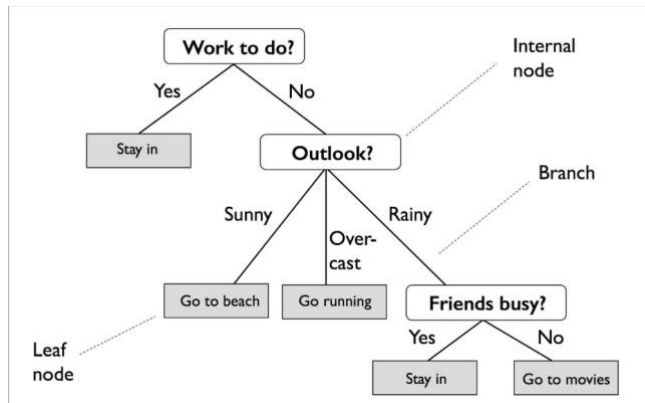 Work to do?
Internal
node
Yes
No
Stay in
Outlook?
Branch
Sunny
Over-
cast
Rainy
Go to beach
Go running
Friends busy?
Leaf
node
Yes
No
Stay in
Go to movies